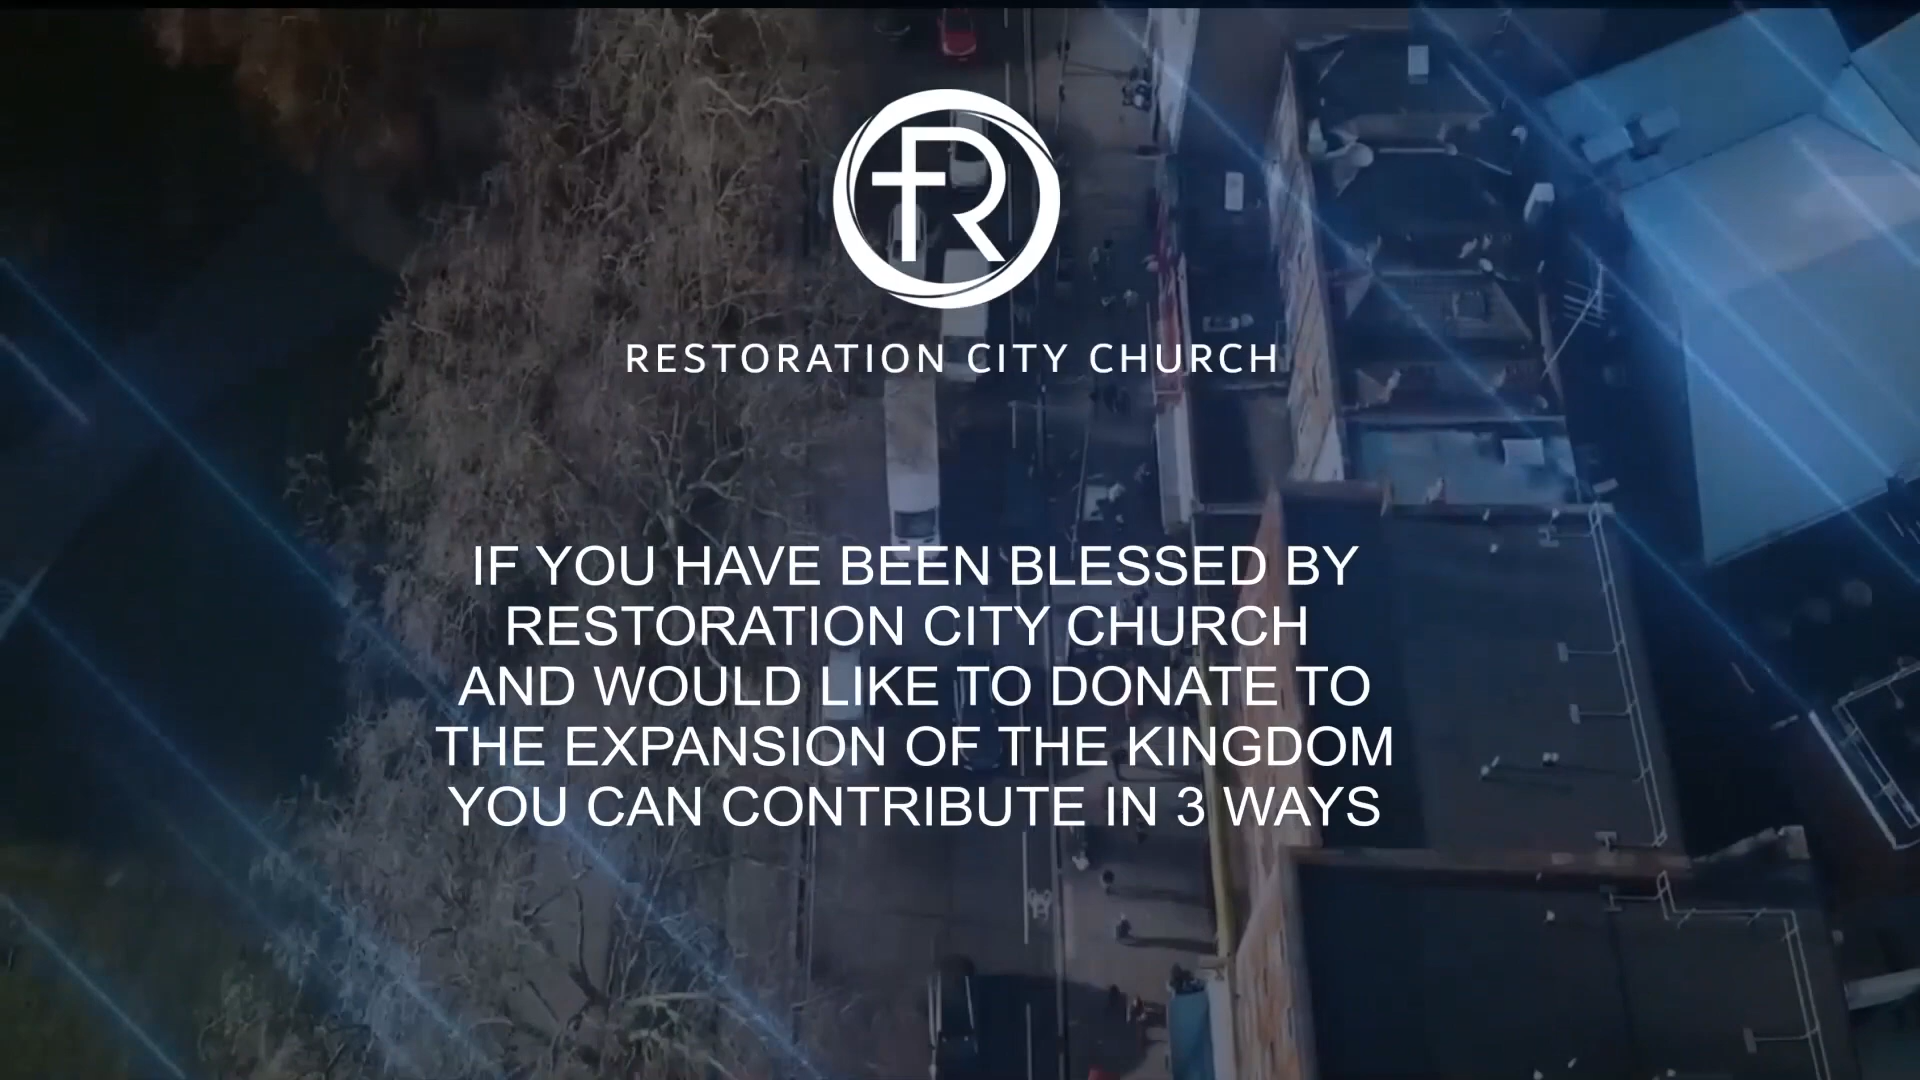 R
RESTORATION CITY CHURCH
IF YOU HAVE BEEN BLESSED BY
RESTORATION CITY CHURCH
AND WOULD LIKE TO DONATE TO
THE EXPANSION OF THE KINGDOM
YOU CAN CONTRIBUTE IN 3 WAYS